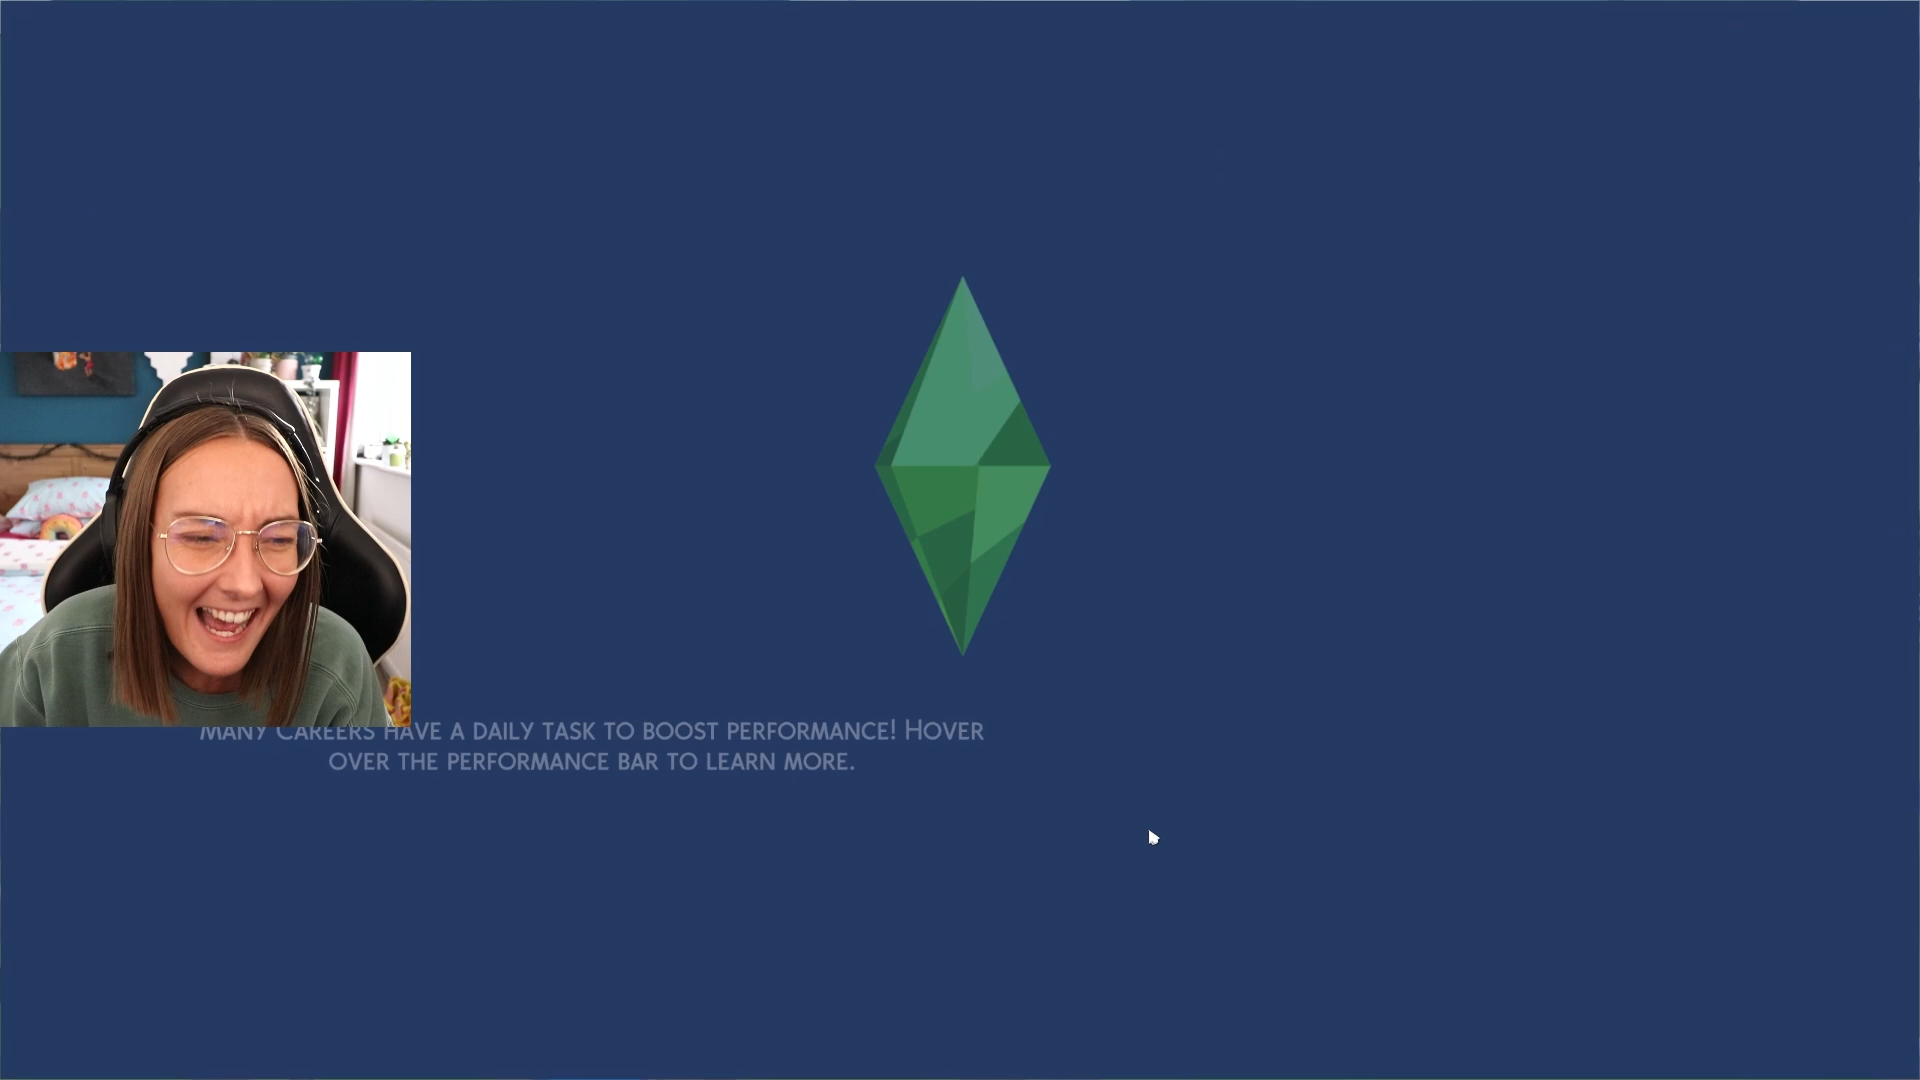 MANY CAREERS HAVE A DAILY TASK TO BOOST PERFORMANCE! HOVER
OVER THE PERFORMANCE BAR TO LEARN MORE.